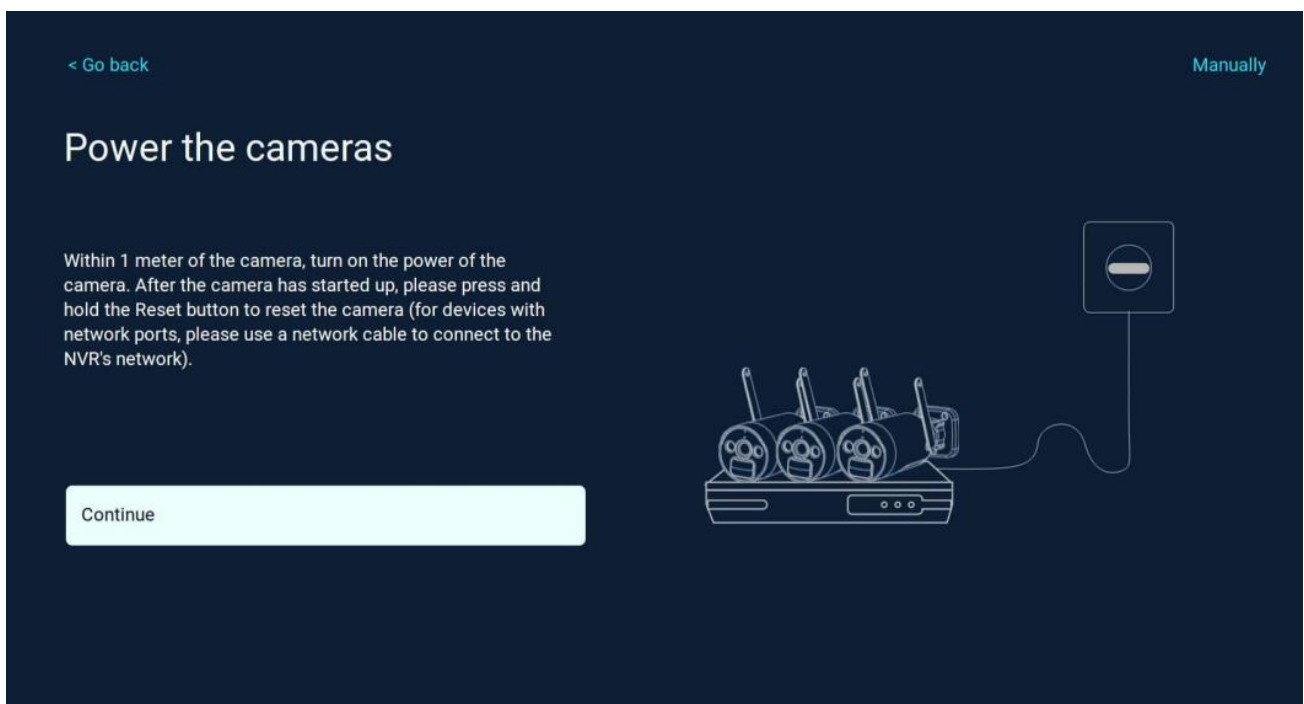 < Go back
Manually
Power the cameras
Within 1 meter of the camera, turn on the power of the
camera. After the camera has started up, please press and
hold the Reset button to reset the camera (for devices with
network ports, please use a network cable to connect to the
NVR's network).
Continue